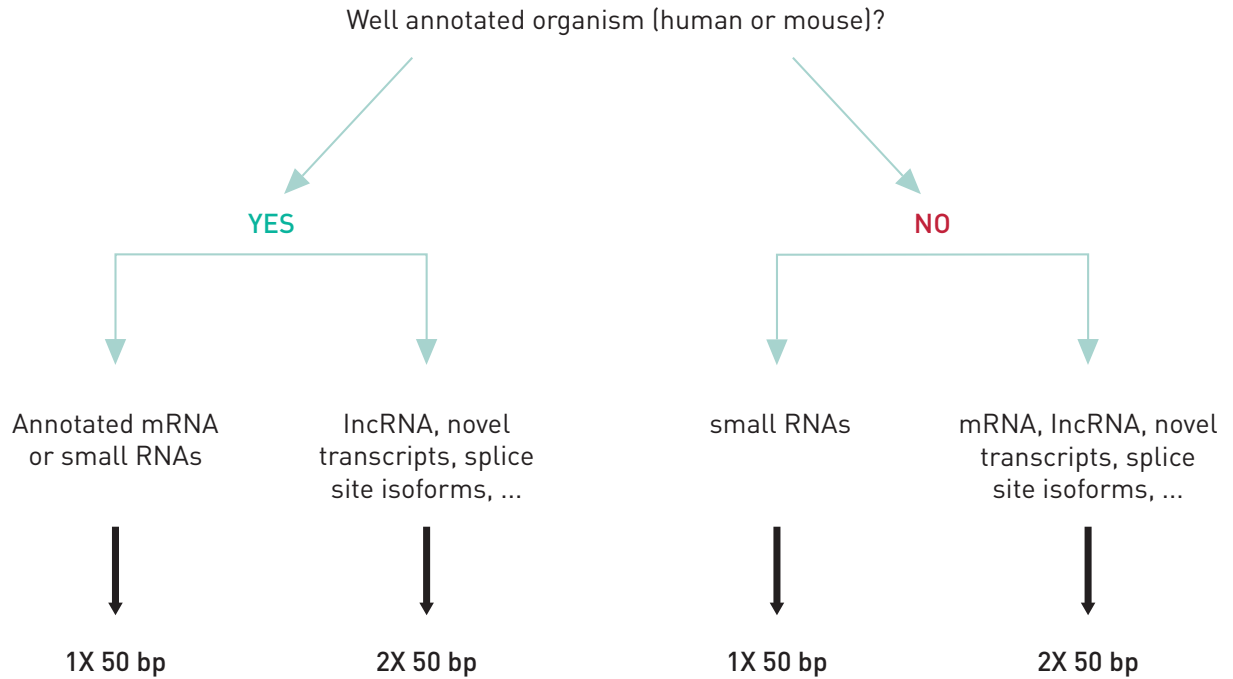 Well annotated organism (human or mouse)?
YES
NO
Annotated mRNA
or small RNAs
lncRNA, novel
transcripts, splice
site isoforms, ...
small RNAs
mRNA, lncRNA, novel
transcripts, splice
site isoforms, ...
1X 50 bp
2X 50 bp
1X 50 bp
2X 50 bp